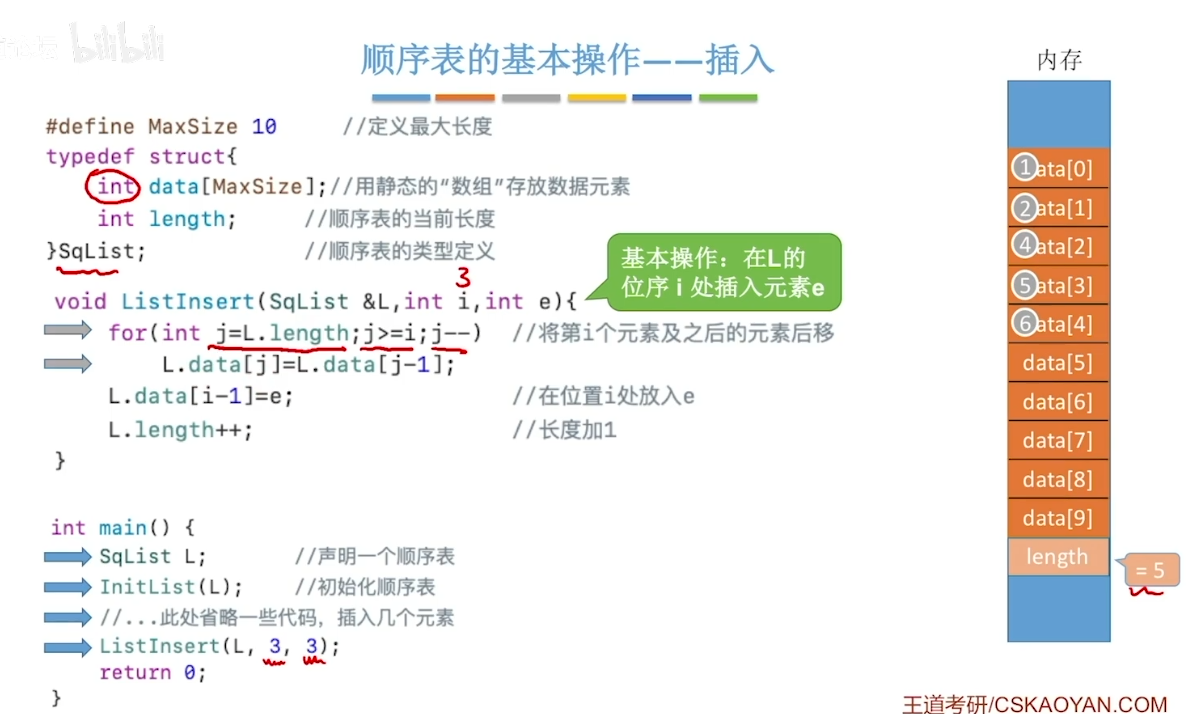 bilibili
顺序表的基本操作——插入
#define MaxSize 10 //定义最大长度
typedef struct{
int data[MaxSize];//用静态的“数组”存放数据元素
int length; //顺序表的当前长度
}SqList; //顺序表的类型定义
3
基本操作：在L的
位序 i 处插入元素e
void ListInsert(SqList &L,int i,int e){
for(int j=L.length;j>=i;j--) //将第i个元素及之后的元素后移
L.data[j]=L.data[j-1];
L.data[i-1]=e; //在位置i处放入e
L.length++; //长度加1
}
int main() {
SqList L; //声明一个顺序表
InitList(L); //初始化顺序表
//...此处省略一些代码，插入几个元素
ListInsert(L, 3, 3);
return 0;
}
内存
1 ata[0]
2 ata[1]
4 ata[2]
5 ata[3]
6 ata[4]
data[5]
data[6]
data[7]
data[8]
data[9]
length
= 5
王道考研/CSKAOYAN.COM